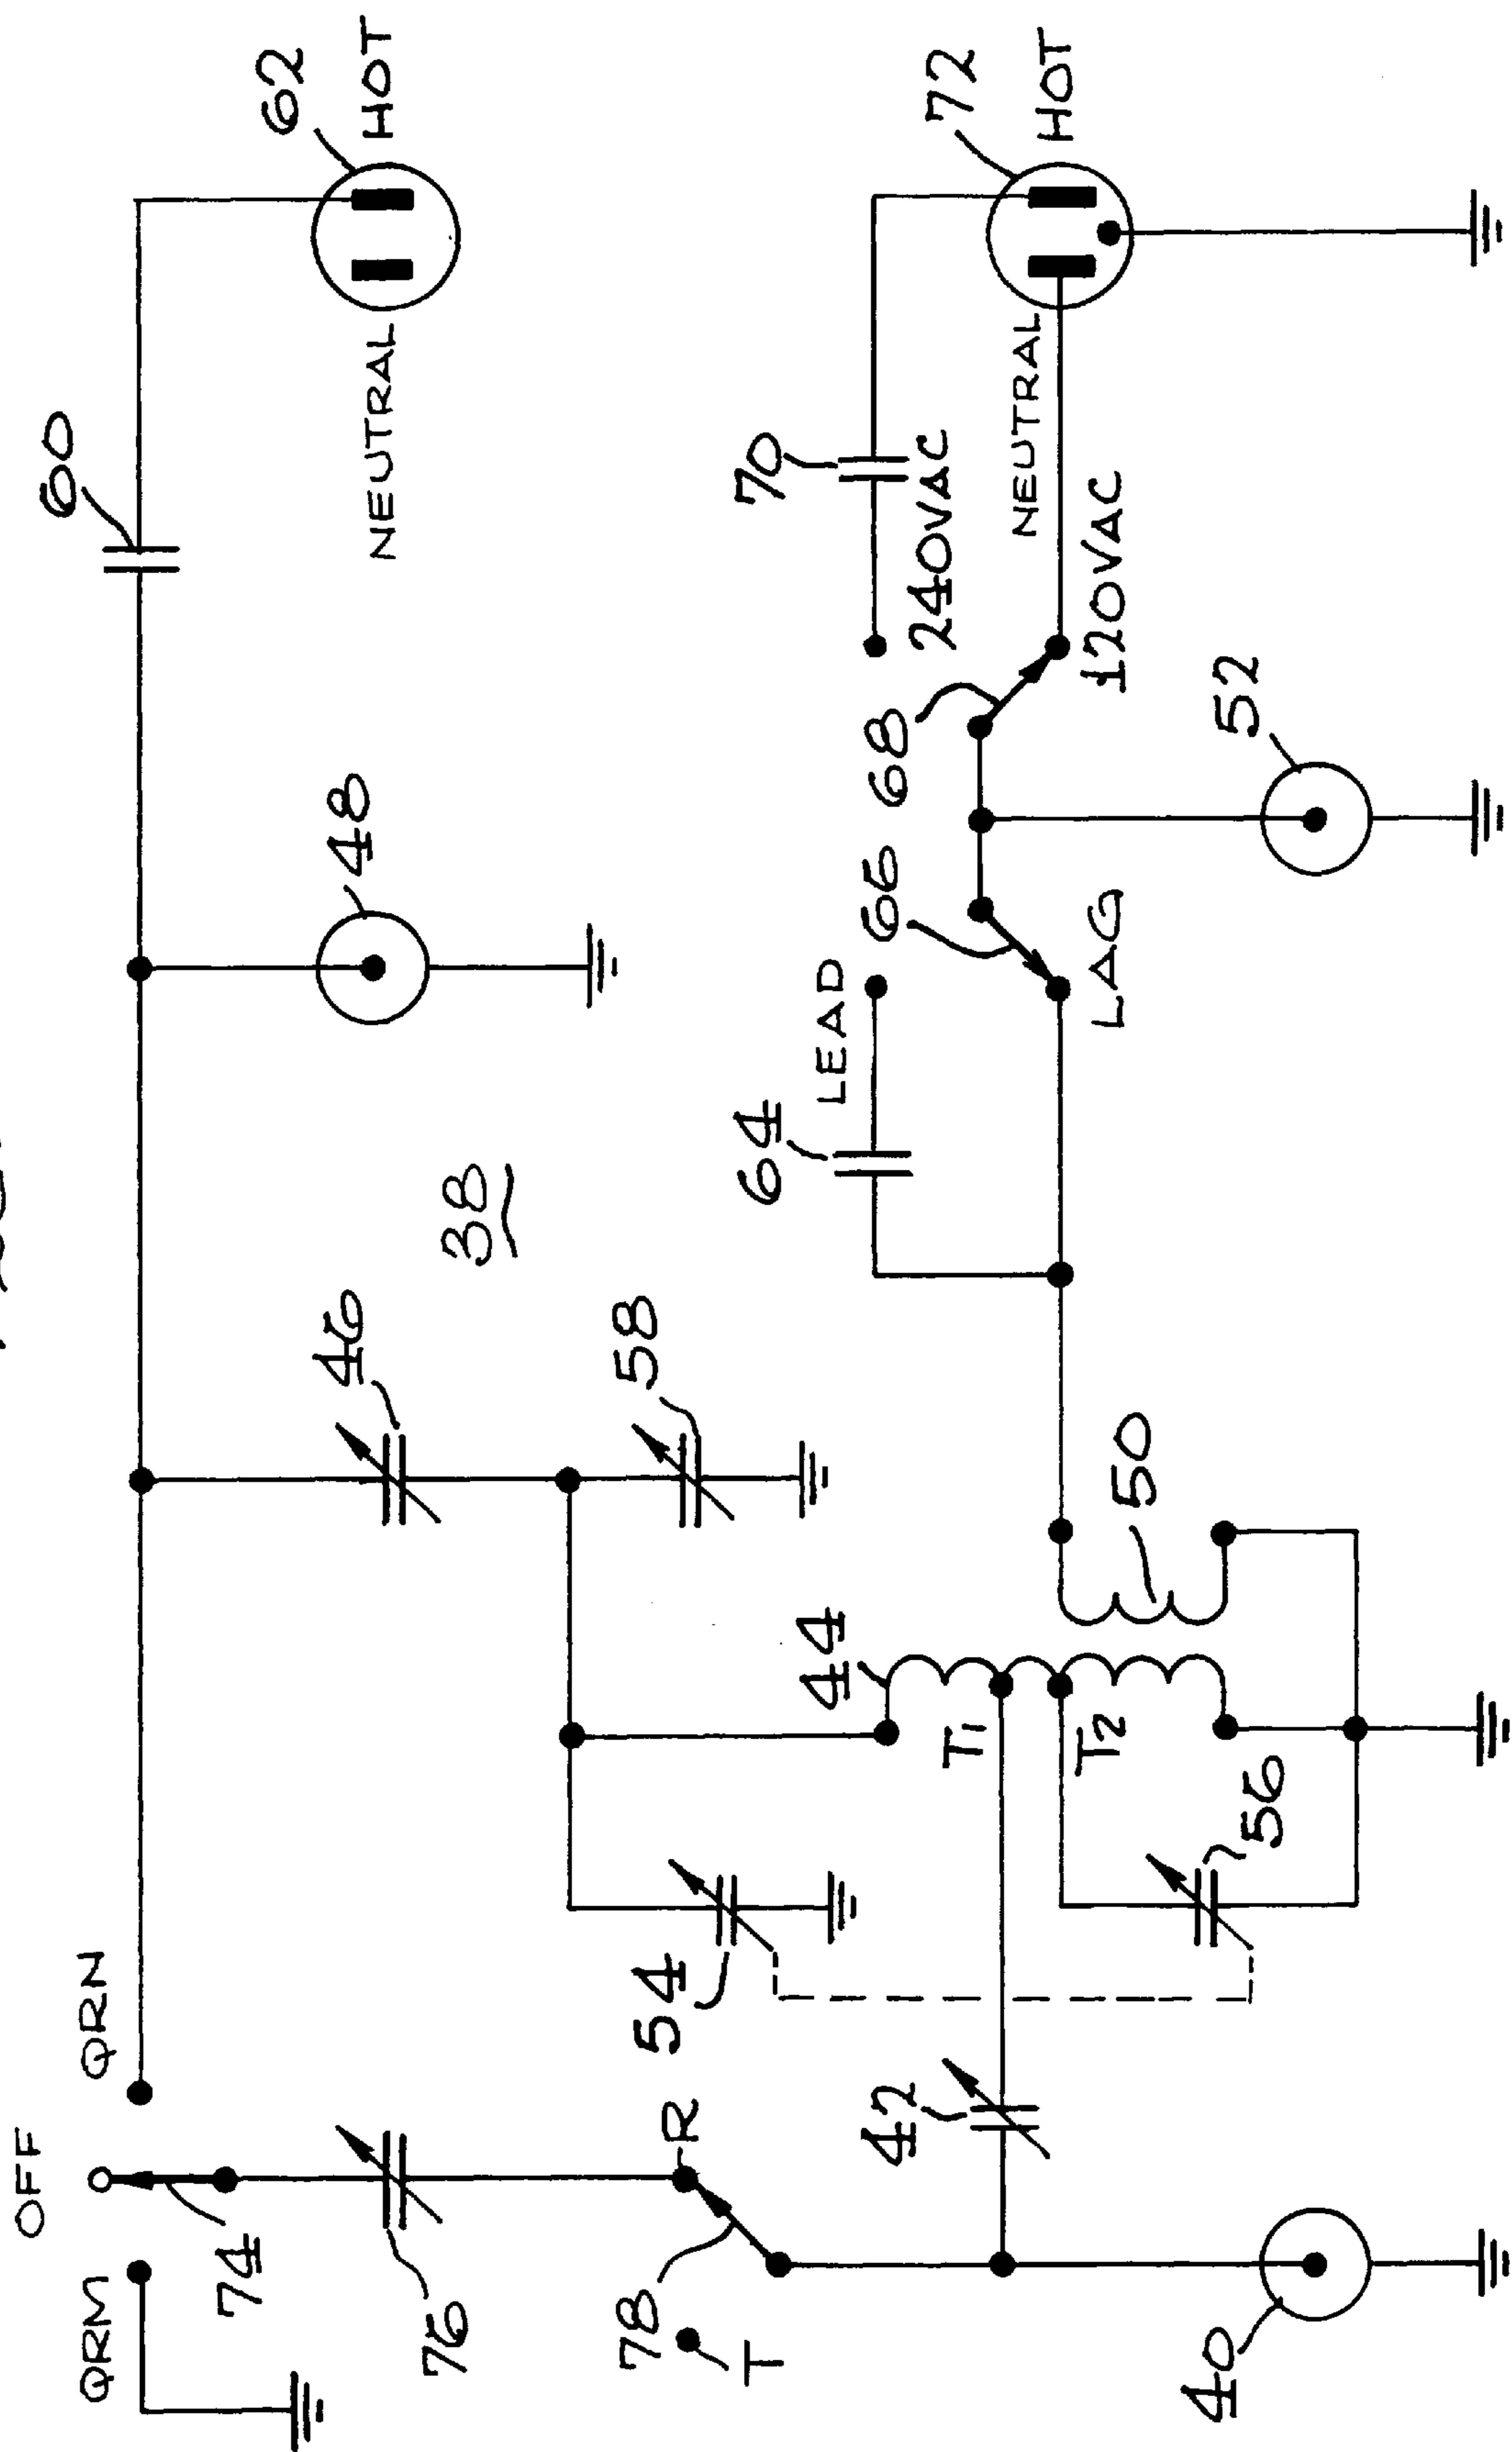 OFF
QRM
QRN
74
76
78
R
T
40
42
54
56
44
T1
T2
50
46
58
38
48
60
62
HOT
NEUTRAL
64
LEAD
66
LAG
68
52
70
240VAC
120VAC
NEUTRAL
72
HOT